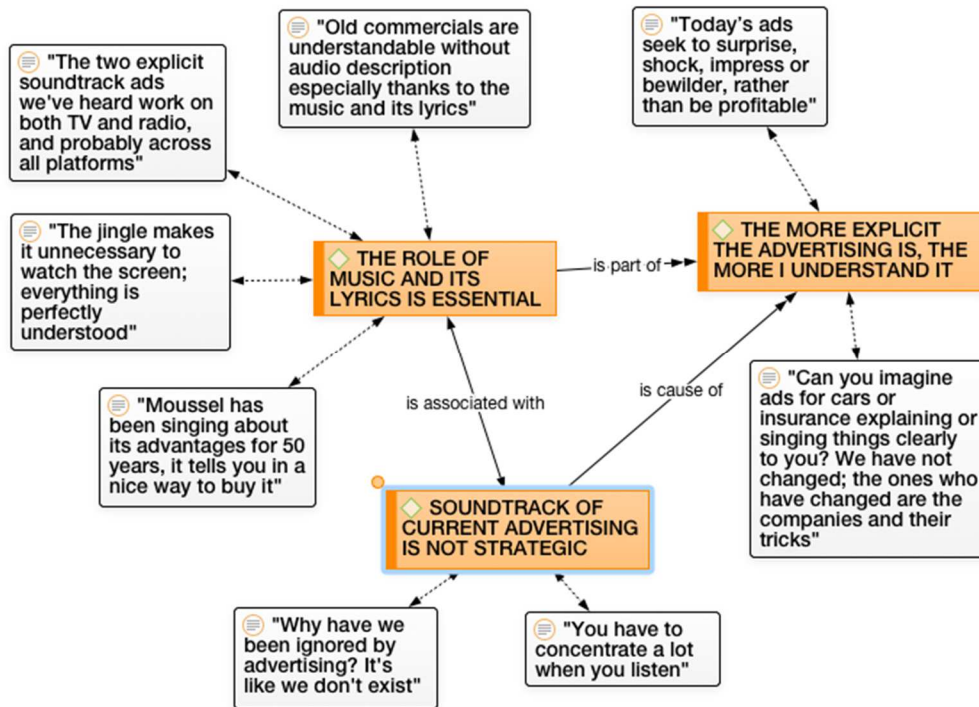 "The two explicit
soundtrack ads
we've heard work on
both TV and radio,
and probably across
all platforms"
"Old commercials are
understandable without
audio description
especially thanks to the
music and its lyrics"
"Today's ads
seek to surprise,
shock, impress or
bewilder, rather
than be profitable"
"The jingle makes
it unnecessary to
watch the screen;
everything is
perfectly
understood"
THE ROLE OF
MUSIC AND ITS
LYRICS IS ESSENTIAL
is part of
THE MORE EXPLICIT
THE ADVERTISING IS, THE
MORE I UNDERSTAND IT
"Moussel has
been singing about
its advantages for 50
years, it tells you in a
nice way to buy it"
is associated with
is cause of
"Can you imagine
ads for cars or
insurance explaining or
singing things clearly
to you? We have not
changed; the ones who
have changed are the
companies and their
tricks"
SOUNDTRACK OF
CURRENT ADVERTISING
IS NOT STRATEGIC
"Why have we
been ignored by
advertising? It's
like we don't exist"
"You have to
concentrate a lot
when you listen"